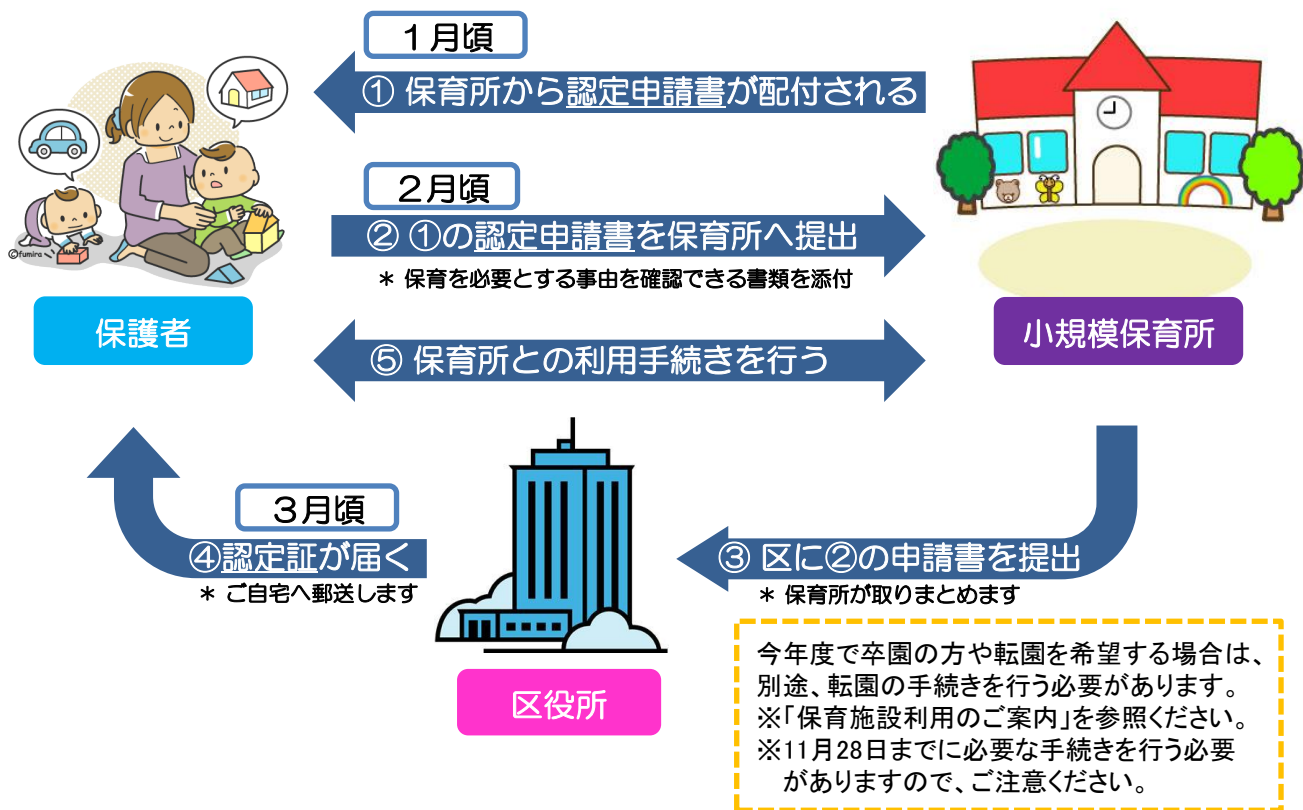 １月頃
① 保育所から認定申請書が配付される
２月頃
② ①の認定申請書を保育所へ提出
＊ 保育を必要とする事由を確認できる書類を添付
©fumira
保護者
小規模保育所
⑤ 保育所との利用手続きを行う
３月頃
④認定証が届く
＊ ご自宅へ郵送します
③ 区に②の申請書を提出
＊ 保育所が取りまとめます
区役所
今年度で卒園の方や転園を希望する場合は、
別途、転園の手続きを行う必要があります。
※「保育施設利用のご案内」を参照ください。
※11月28日までに必要な手続きを行う必要
がありますので、ご注意ください。